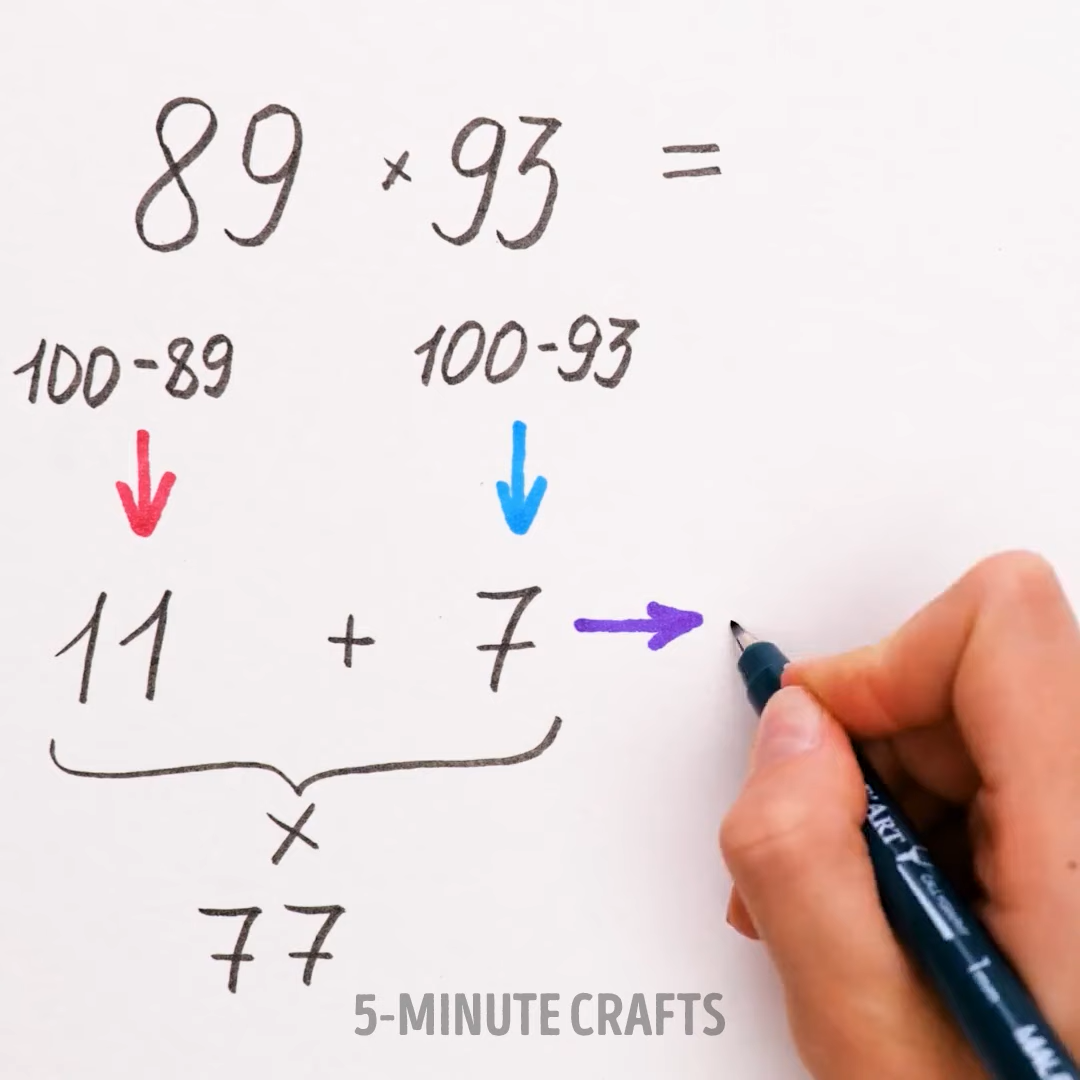 89 × 93 =
100-89 100-93
11 + 7
×
77
5-MINUTE CRAFTS